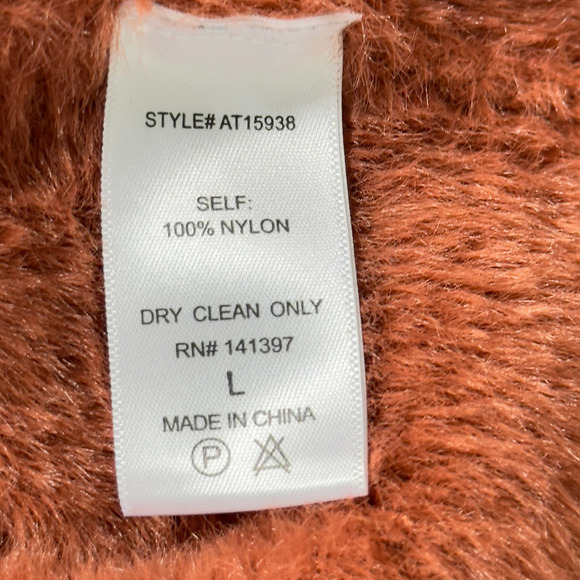 STYLE# AT15938
SELF:
100% NYLON
DRY CLEAN ONLY
RN# 141397
L
MADE IN CHINA
P